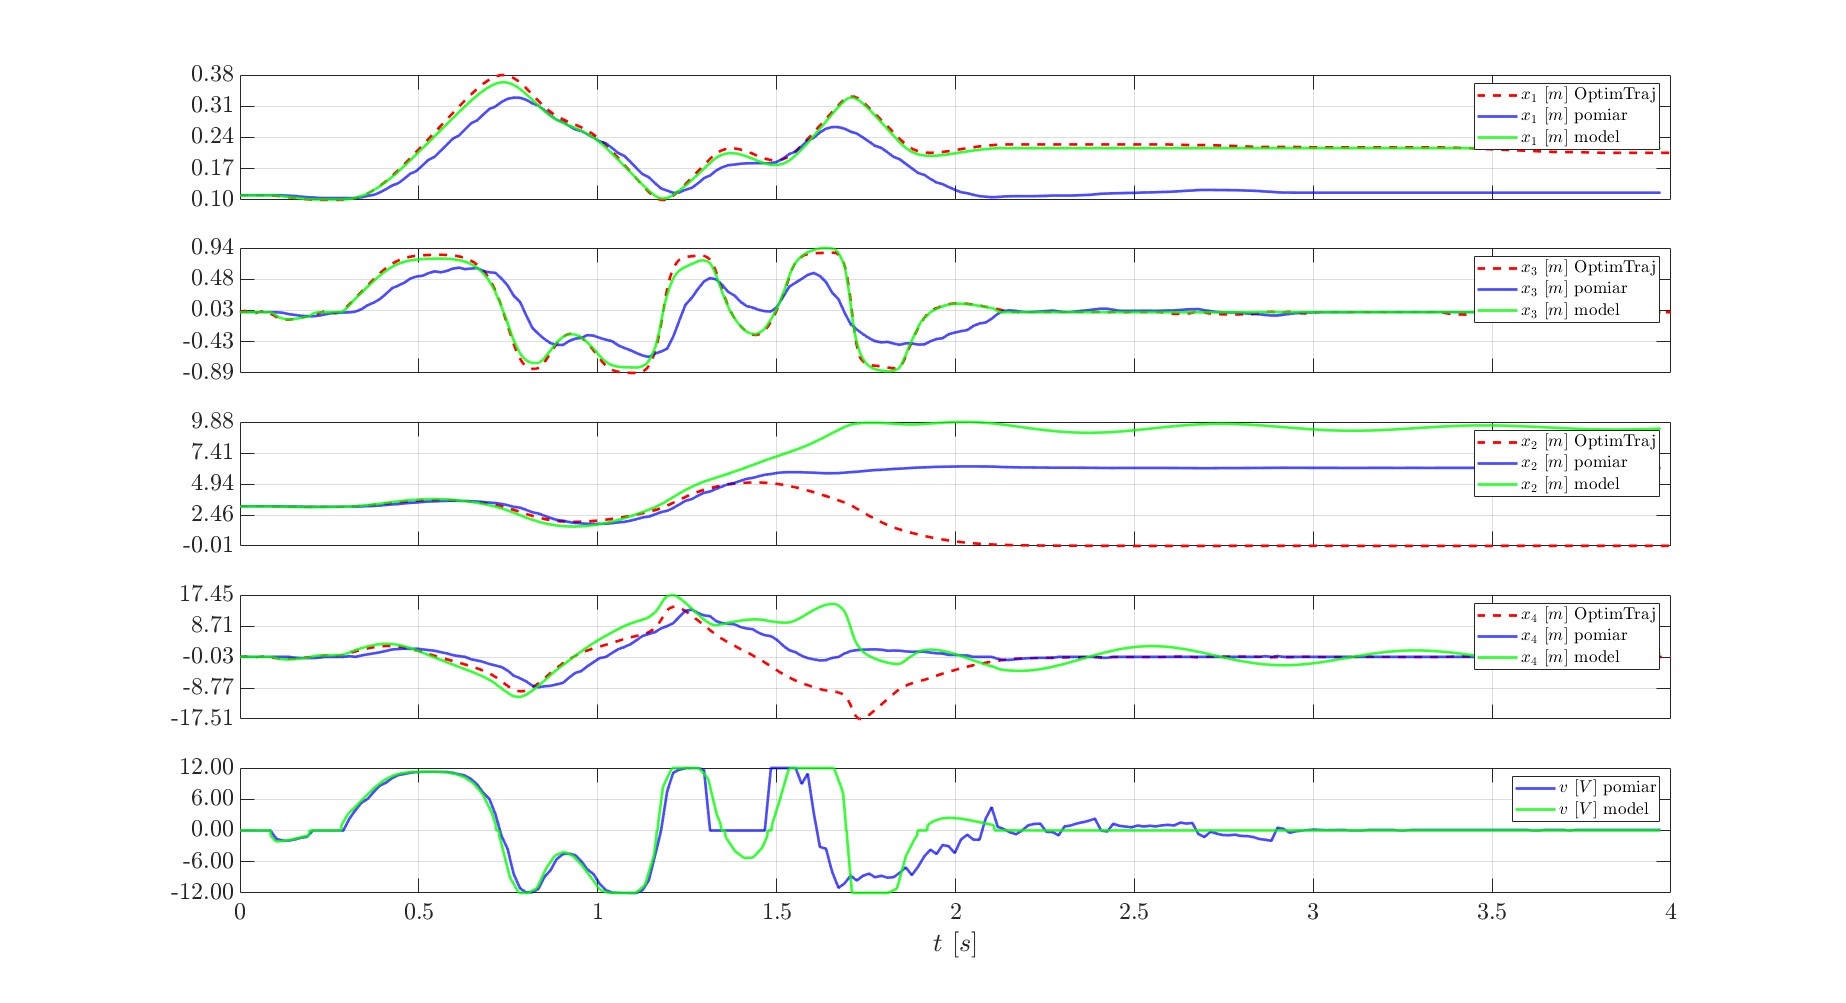 0.38
0.31
0.24
0.17
0.10
x₁ [m] OptimTraj
x₁ [m] pomiar
x₁ [m] model
0.94
0.48
0.03
-0.43
-0.89
x₃ [m] OptimTraj
x₃ [m] pomiar
x₃ [m] model
9.88
7.41
4.94
2.46
-0.01
x₂ [m] OptimTraj
x₂ [m] pomiar
x₂ [m] model
17.45
8.71
-0.03
-8.77
-17.51
x₄ [m] OptimTraj
x₄ [m] pomiar
x₄ [m] model
12.00
6.00
0.00
-6.00
-12.00
v [V] pomiar
v [V] model
0 0.5 1 1.5 2 2.5 3 3.5 4
t [s]